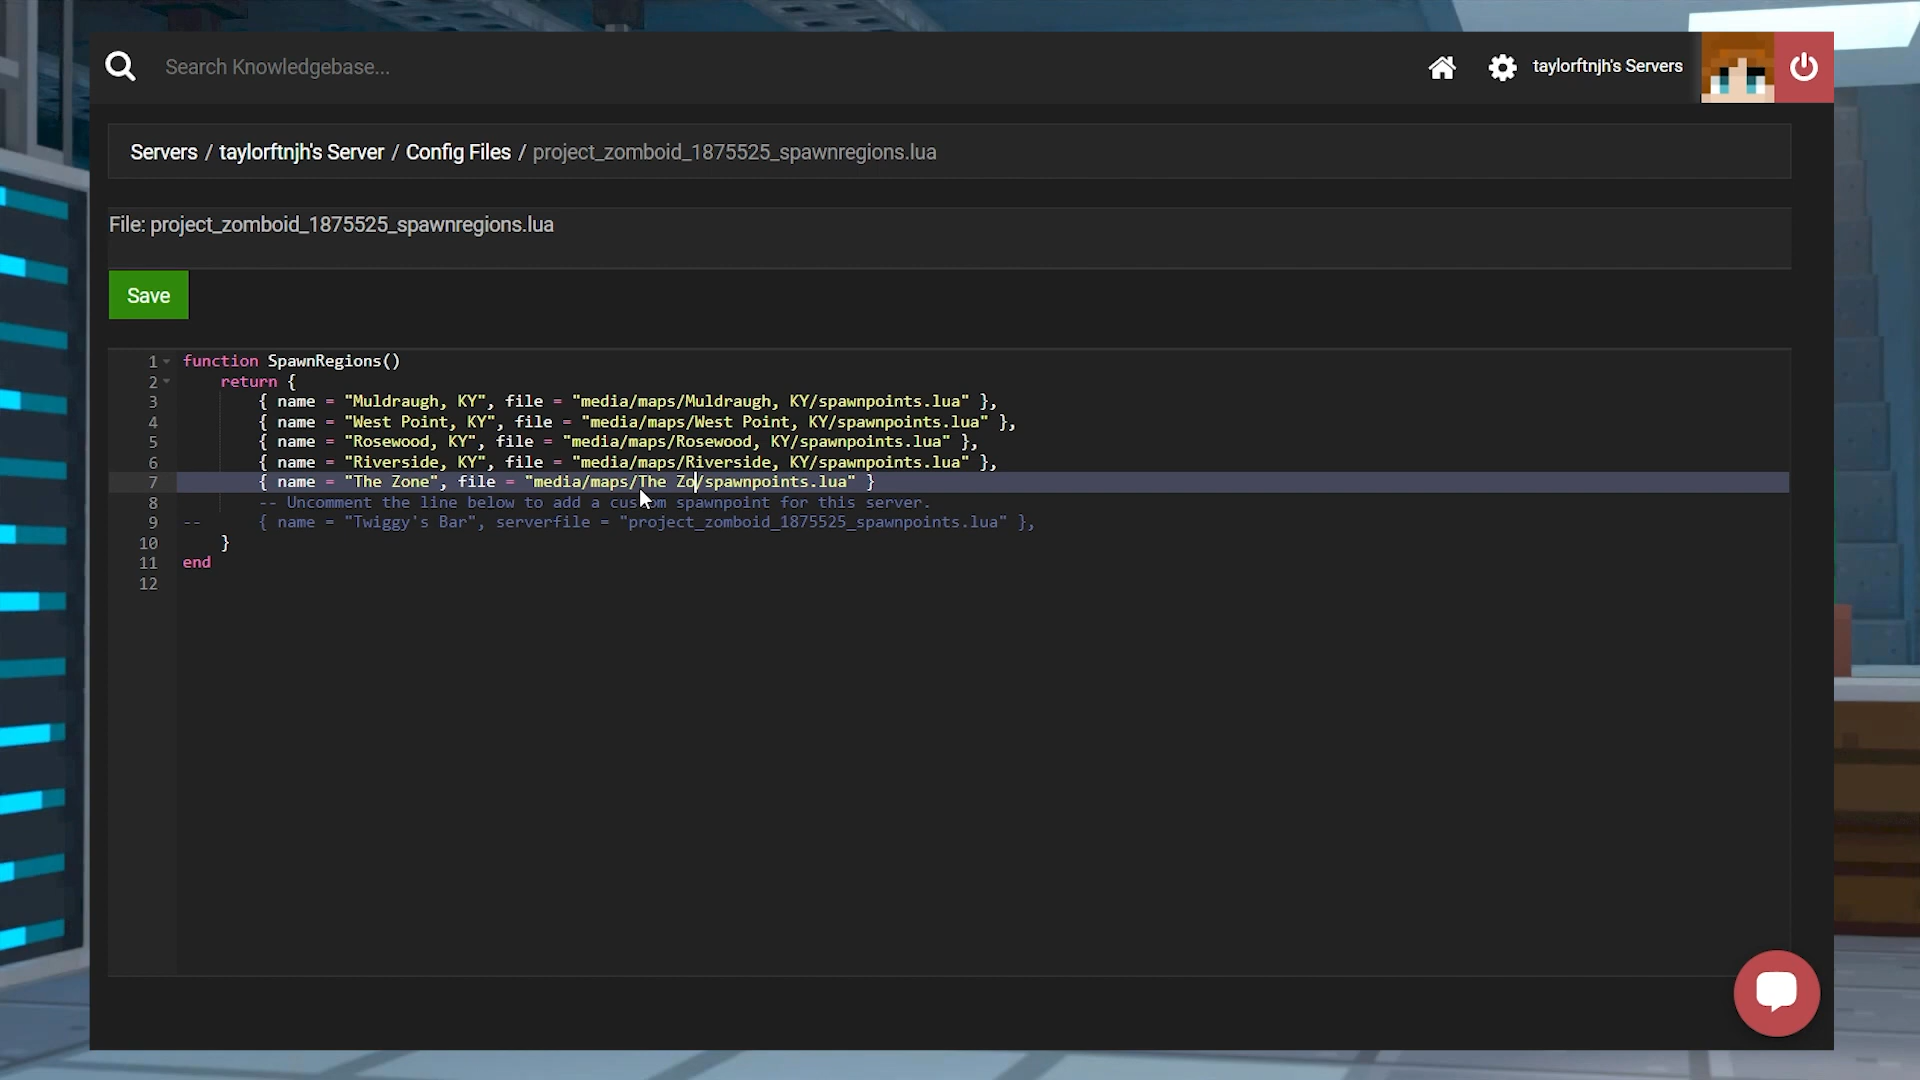 Search Knowledgebase...
taylorftnjh's Servers
Servers / taylorftnjh's Server / Config Files / project_zomboid_1875525_spawnregions.lua
File: project_zomboid_1875525_spawnregions.lua
Save
1 function SpawnRegions()
2 return {
3 { name = "Muldraugh, KY", file = "media/maps/Muldraugh, KY/spawnpoints.lua" },
4 { name = "West Point, KY", file = "media/maps/West Point, KY/spawnpoints.lua" },
5 { name = "Rosewood, KY", file = "media/maps/Rosewood, KY/spawnpoints.lua" },
6 { name = "Riverside, KY", file = "media/maps/Riverside, KY/spawnpoints.lua" },
7 { name = "The Zone", file = "media/maps/The Zo/spawnpoints.lua" }
8 -- Uncomment the line below to add a custom spawnpoint for this server.
9 -- { name = "Twiggy's Bar", serverfile = "project_zomboid_1875525_spawnpoints.lua" },
10 }
11 end
12